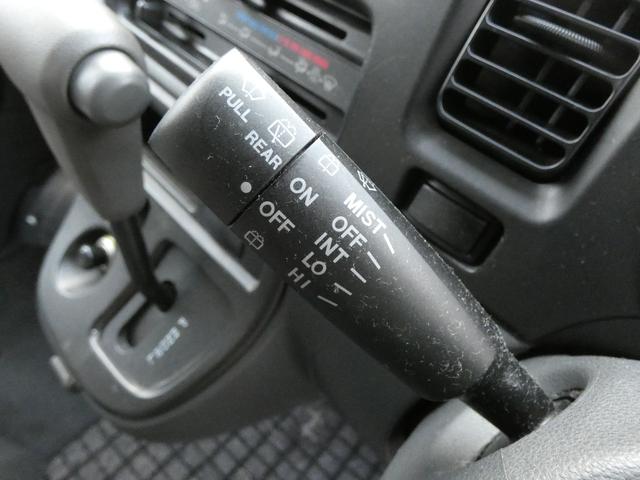 PULL
REAR
ON
OFF
MIST
OFF
INT
LO
HI